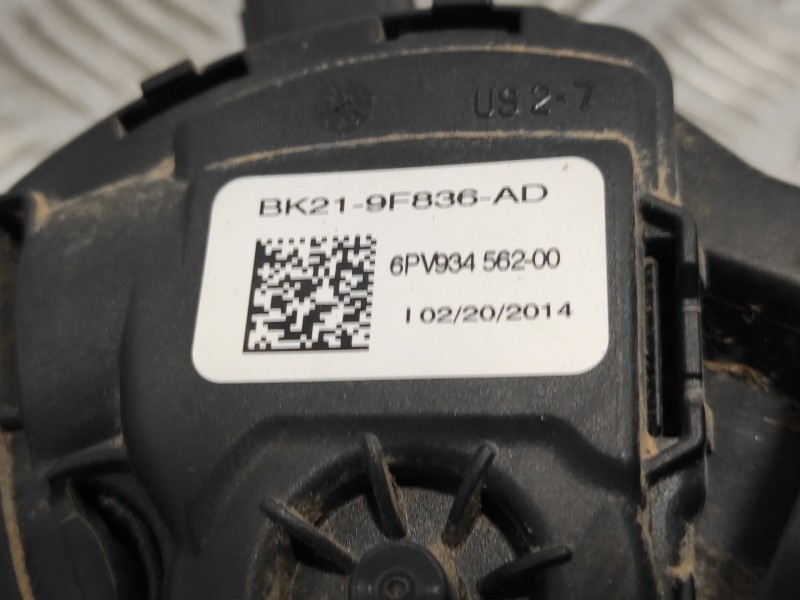 US 2-7
BK21-9F836-AD
6PV934 562-00
I 02/20/2014